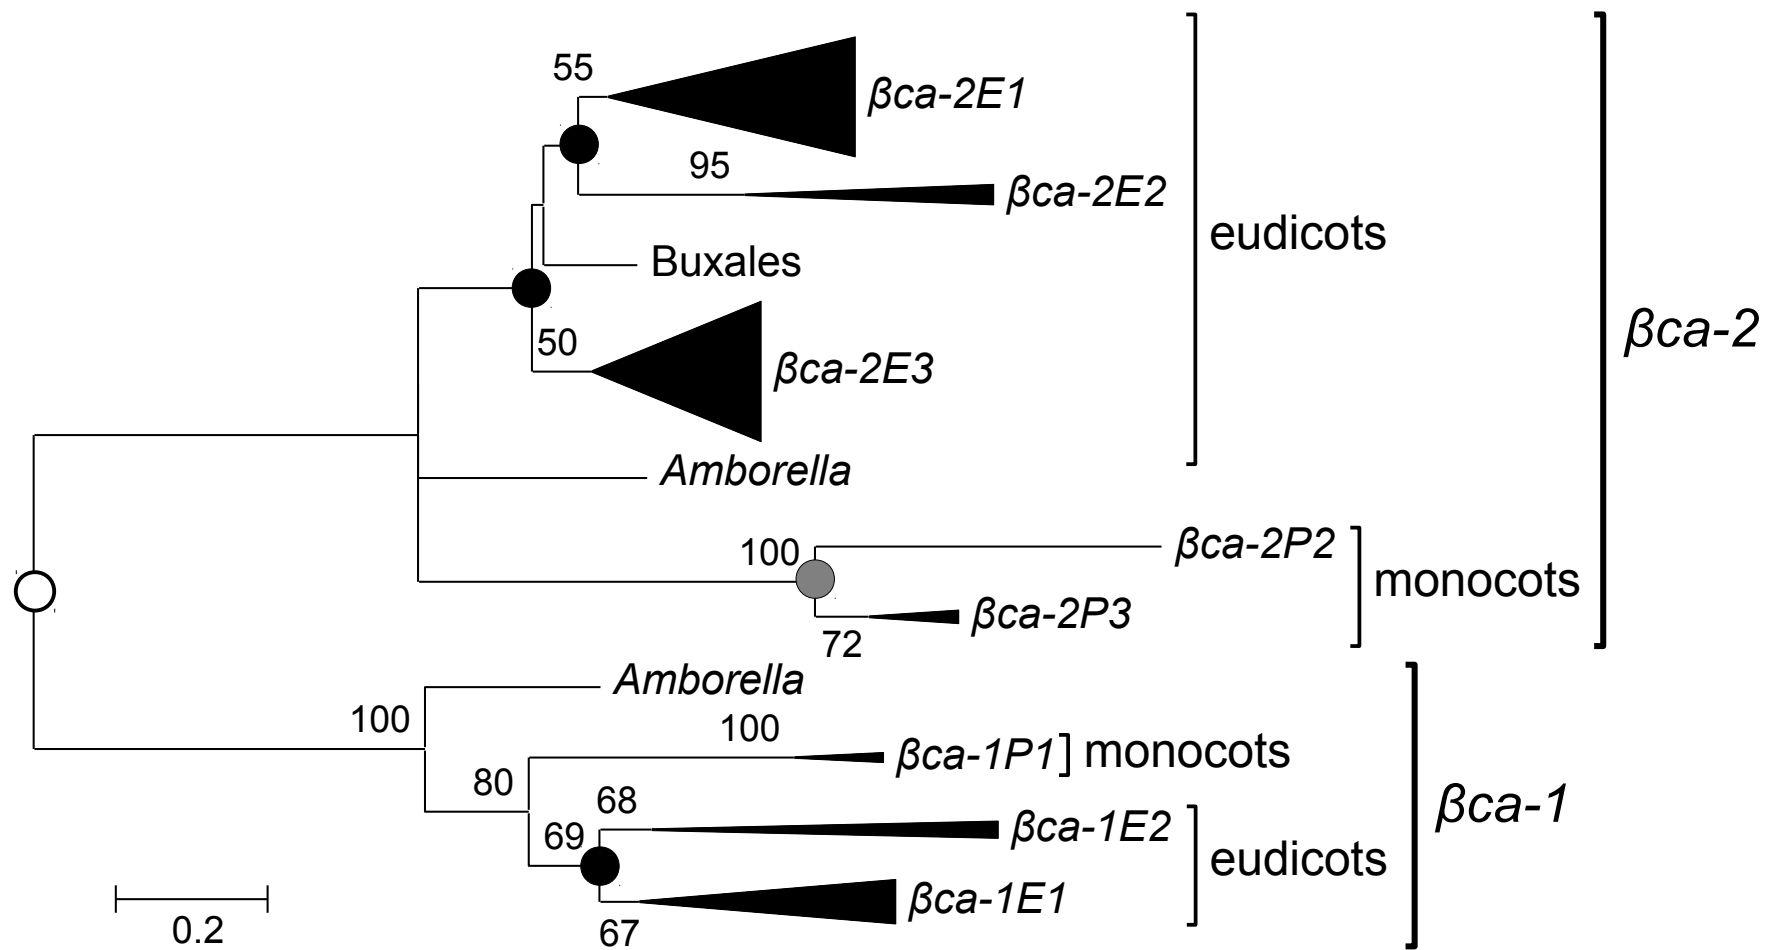 55
βca-2E1
95
βca-2E2
eudicots
Buxales
βca-2
50
βca-2E3
Amborella
100
βca-2P2
monocots
βca-2P3
72
Amborella
100
100
βca-1P1
monocots
80
68
βca-1E2
βca-1
69
eudicots
βca-1E1
67
0.2